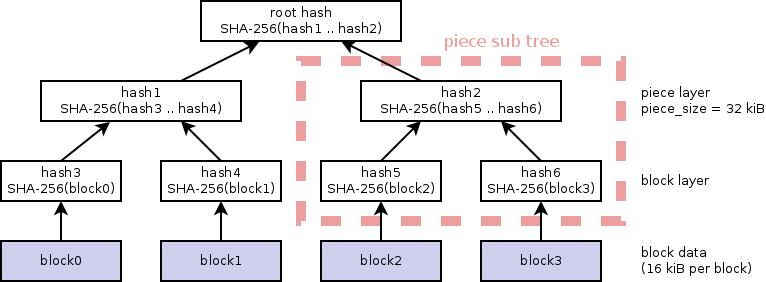 root hash
SHA-256(hash1 .. hash2)
piece sub tree
hash1
SHA-256(hash3 .. hash4)
hash2
SHA-256(hash5 .. hash6)
piece layer
piece_size = 32 kiB
hash3
SHA-256(block0)
hash4
SHA-256(block1)
hash5
SHA-256(block2)
hash6
SHA-256(block3)
block layer
block0
block1
block2
block3
block data
(16 kiB per block)